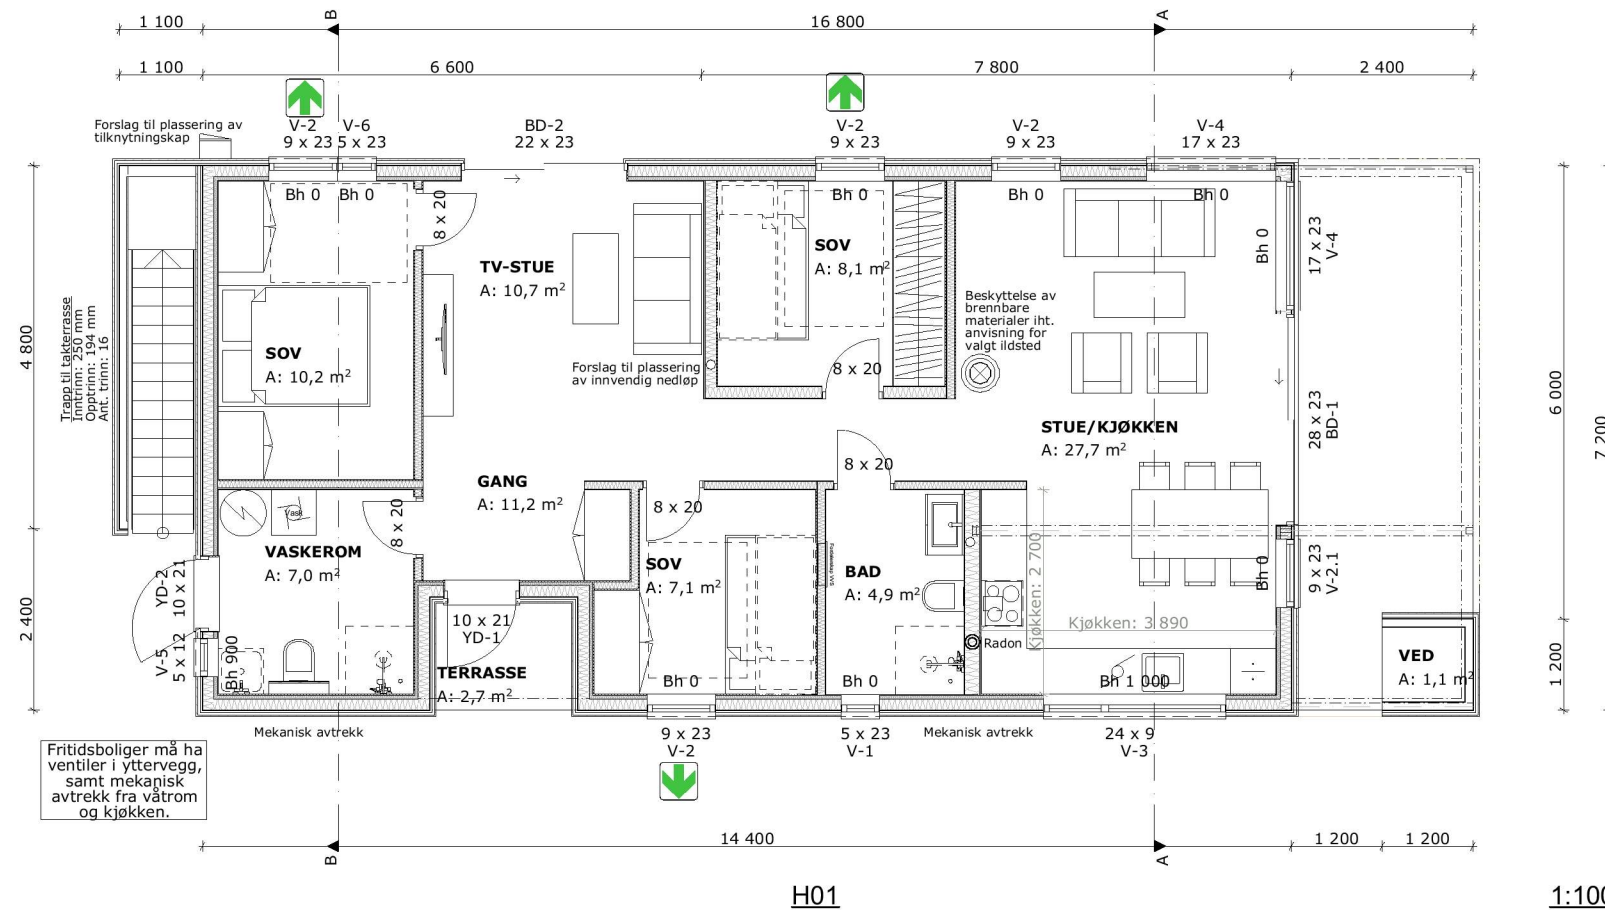 B
A
1 100
16 800
1 100
6 600
7 800
2 400
Forslag til plassering av
tilknytningskap
V-2
9 x 23
V-6
5 x 23
BD-2
22 x 23
V-2
9 x 23
V-2
9 x 23
V-4
17 x 23
Bh 0
Bh 0
8 x 20
Bh 0
Bh 0
Bh 0
TV-STUE
A: 10,7 m²
SOV
A: 8,1 m²
Bh 0
17 x 23
V-4
Beskyttelse av
brennbare
materialer iht.
anvisning for
valgt ildsted
4 800
Trapp til takterrasse
Inntrinn: 250 mm
Opptrinn: 194 mm
Ant. trinn: 16
SOV
A: 10,2 m²
Forslag til plassering
av innvendig nedløp
8 x 20
28 x 23
BD-1
6 000
7 200
STUE/KJØKKEN
A: 27,7 m²
8 x 20
GANG
A: 11,2 m²
Vask
8 x 20
8 x 20
VASKEROM
A: 7,0 m²
SOV
A: 7,1 m²
BAD
A: 4,9 m²
Kjøkken: 2 700
Bh 0
9 x 23
V-2.1
YD-2
10 x 21
2 400
10 x 21
YD-1
Kjøkken: 3 890
Radon
V-5
5 x 12
Bh 900
TERRASSE
A: 2,7 m²
Bh 0
Bh 0
Bh 1 000
VED
A: 1,1 m²
1 200
Mekanisk avtrekk
9 x 23
V-2
5 x 23
V-1
Mekanisk avtrekk
24 x 9
V-3
Fritidsboliger må ha
ventiler i yttervegg,
samt mekanisk
avtrekk fra våtrom
og kjøkken.
14 400
1 200
1 200
B
A
H01